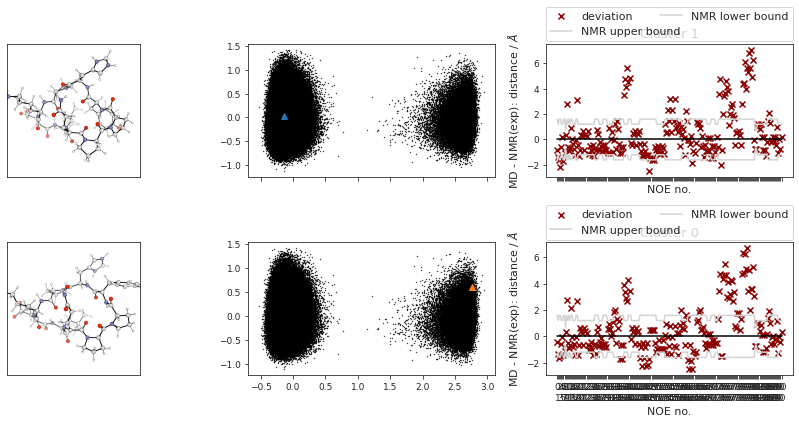 deviation
NMR lower bound
NMR upper bound
1
1.5
1.0
0.5
0.0
−0.5
−1.0
MD - NMR(exp): distance / Å
6
4
2
0
−2
NOE no.
deviation
NMR lower bound
NMR upper bound
0
1.5
1.0
0.5
0.0
−0.5
−1.0
−0.5 0.0 0.5 1.0 1.5 2.0 2.5 3.0
MD - NMR(exp): distance / Å
6
4
2
0
−2
NOE no.